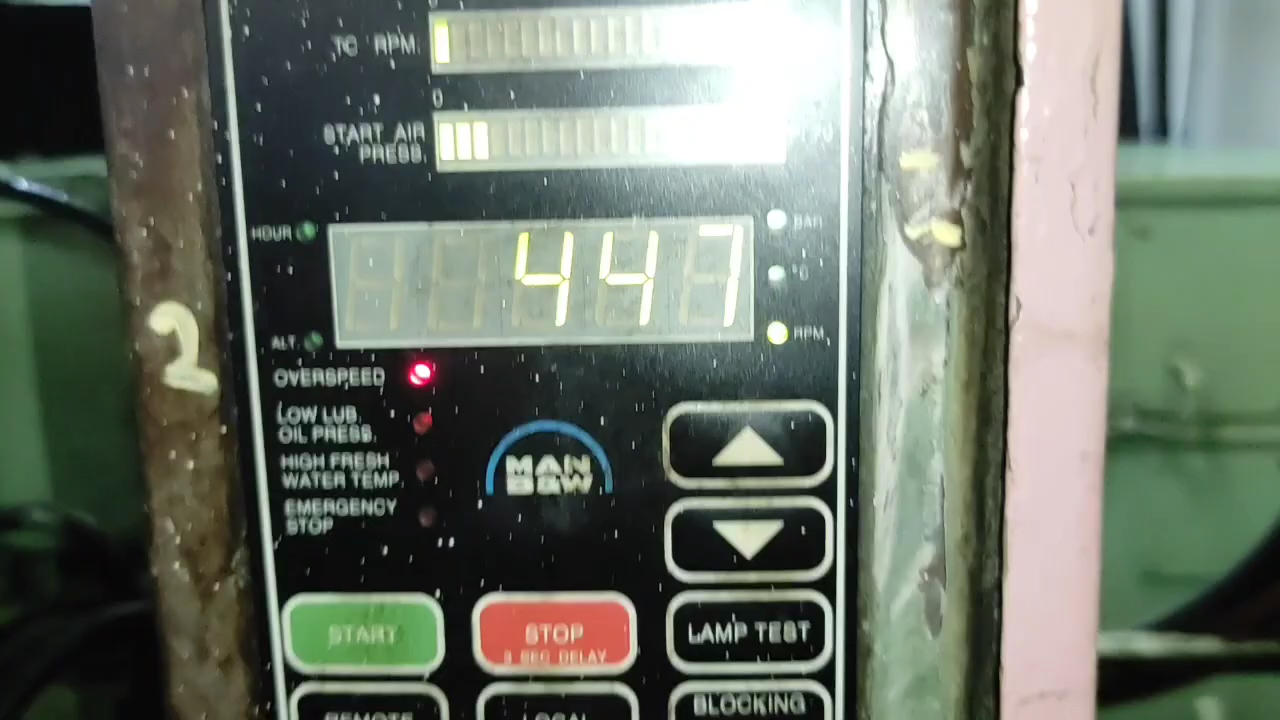 TC RPM.
0
START AIR
PRESS.
HOUR
BAR
447
°C
ALT.
RPM
OVERSPEED
LOW LUB.
OIL PRESS.
HIGH FRESH
WATER TEMP.
EMERGENCY
STOP
MAN
B&W
2
START
STOP
3 SEC DELAY
LAMP TEST
REMOTE
LOCAL
BLOCKING